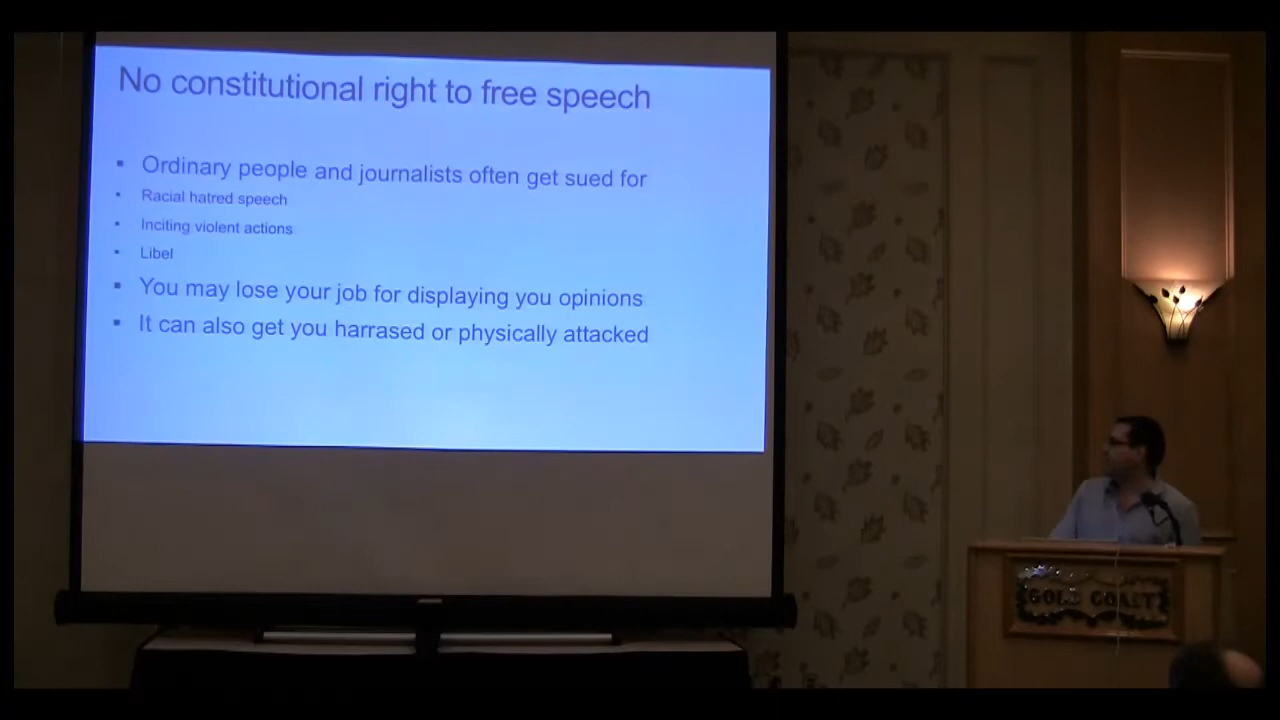 No constitutional right to free speech
Ordinary people and journalists often get sued for
Racial hatred speech
Inciting violent actions
Libel
You may lose your job for displaying you opinions
It can also get you harrased or physically attacked
GOLD COAST